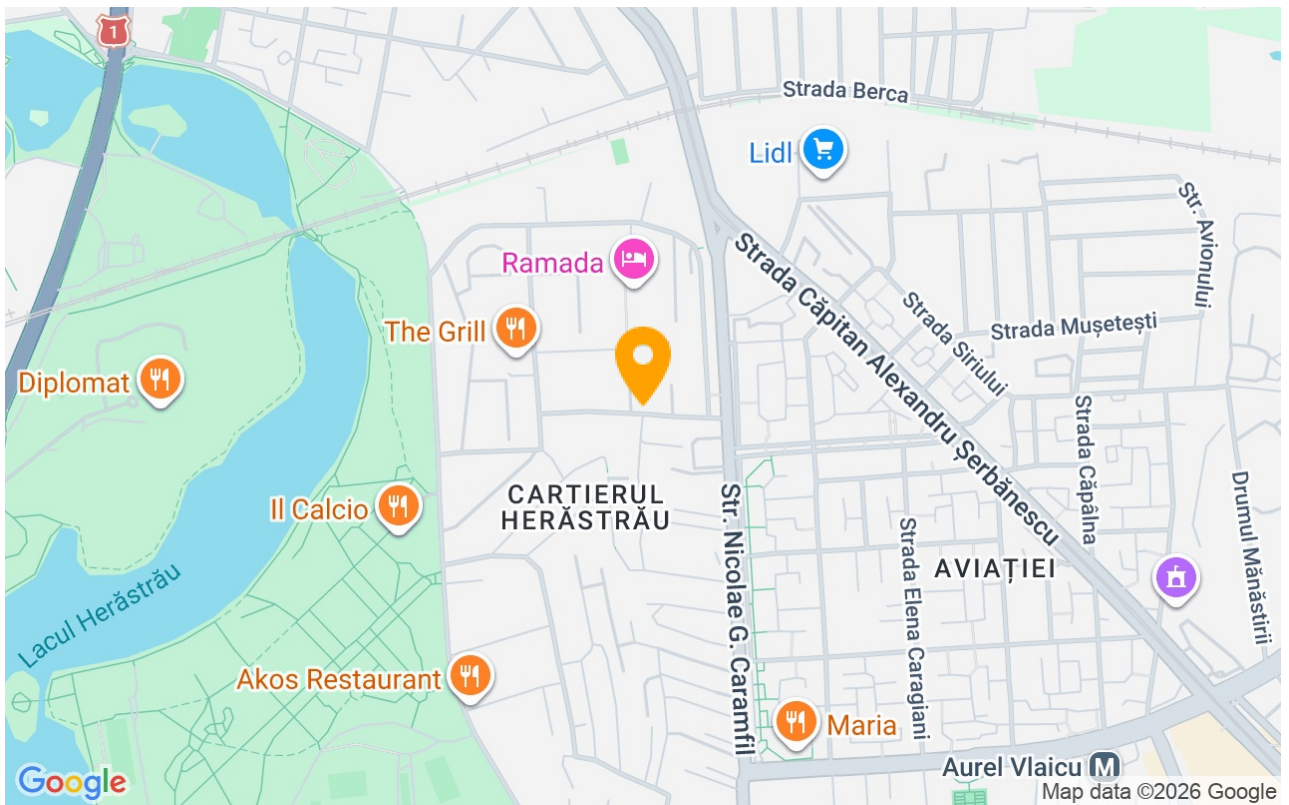 1
Strada Berca
Lidl
Str. Avionului
Strada Căpitan Alexandru Șerbănescu
Ramada
Strada Siriului
Strada Mușetești
The Grill
Diplomat
Strada Căpâlna
Il Calcio
CARTIERUL
HERĂSTRĂU
Str. Nicolae G. Caramfil
Strada Elena Caragiani
AVIAȚIEI
Drumul Mănăstirii
Lacul Herăstrău
Akos Restaurant
Maria
Aurel Vlaicu M
Google
Map data ©2026 Google